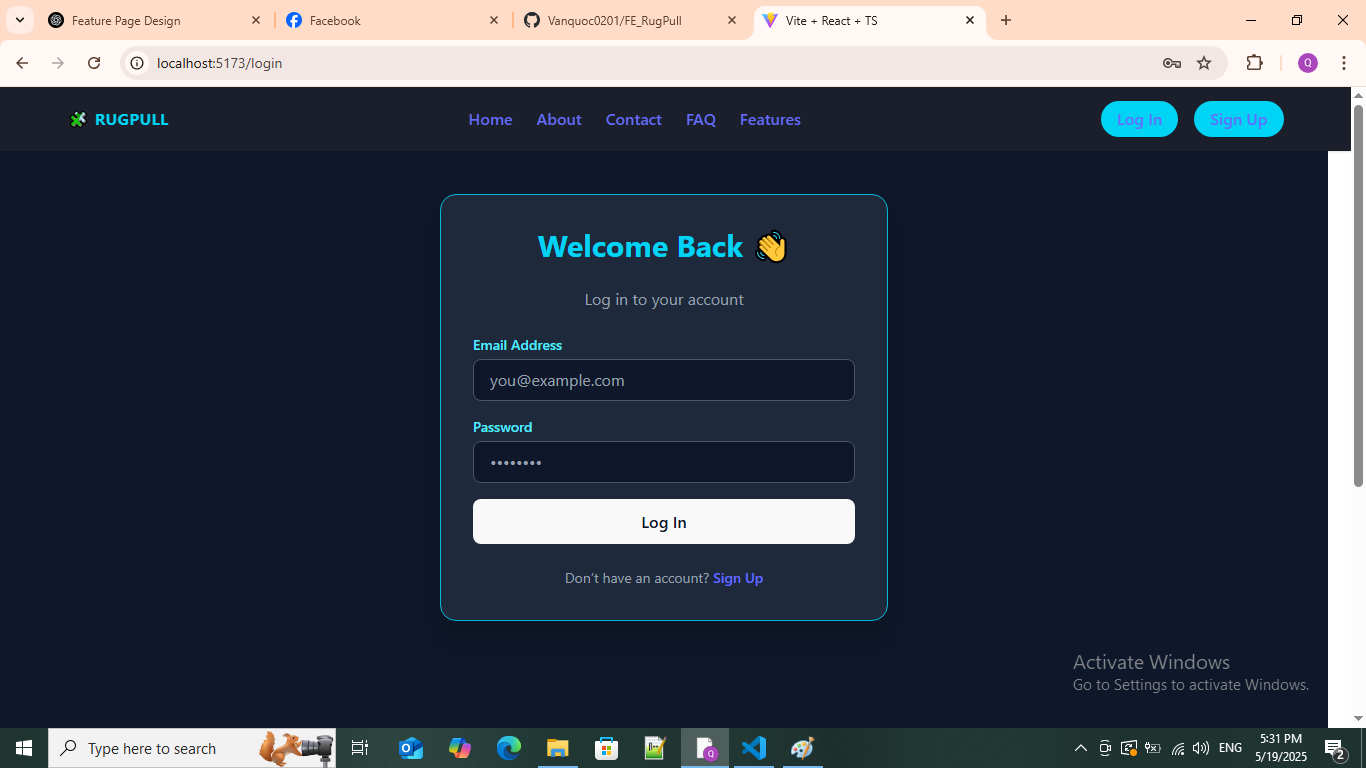 Feature Page Design
Facebook
Vanquoc0201/FE_RugPull
Vite + React + TS
localhost:5173/login
Q
RUGPULL
Home
About
Contact
FAQ
Features
Log In
Sign Up
Welcome Back 👋
Log in to your account
Email Address
you@example.com
Password
••••••••
Log In
Don't have an account? Sign Up
Activate Windows
Go to Settings to activate Windows.
Type here to search
Q
ENG
5:31 PM
5/19/2025
2